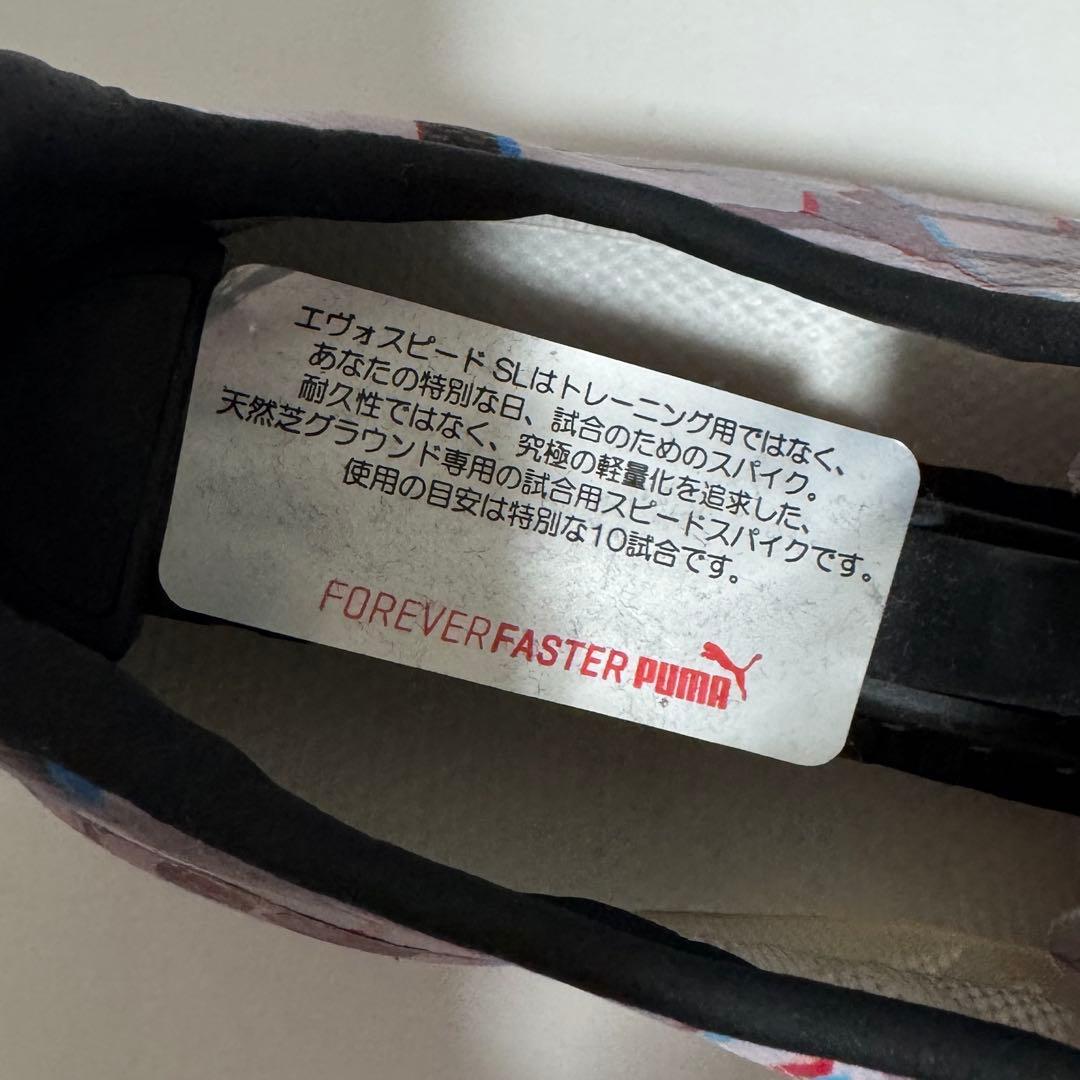 エヴォスピード SLはトレーニング用ではなく、
あなたの特別な日、試合のためのスパイク。
耐久性ではなく、究極の軽量化を追求した、
天然芝グラウンド専用の試合用スピードスパイクです。
使用の目安は特別な10試合です。
FOREVERFASTER PUMA